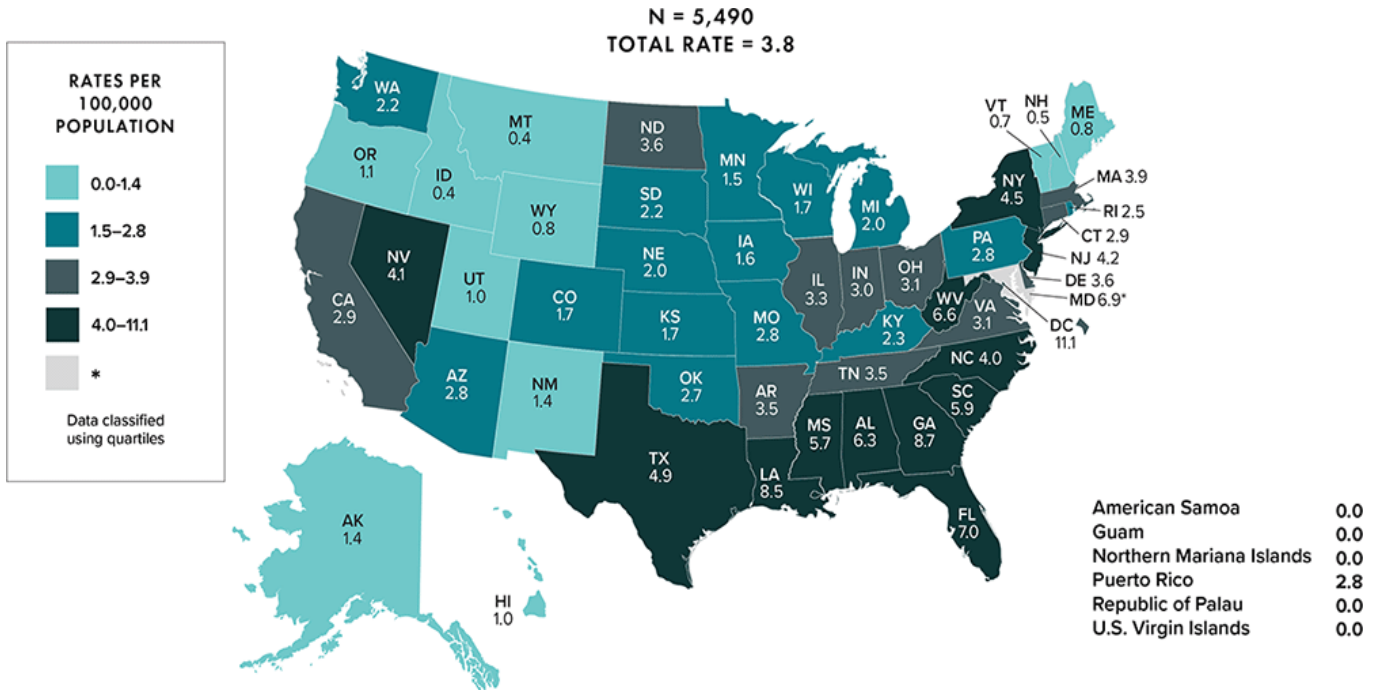 N = 5,490
TOTAL RATE = 3.8
RATES PER
100,000
POPULATION
0.0-1.4
1.5–2.8
2.9–3.9
4.0–11.1
*
Data classified
using quartiles
WA
2.2
OR
1.1
CA
2.9
NV
4.1
ID
0.4
MT
0.4
WY
0.8
UT
1.0
AZ
2.8
CO
1.7
NM
1.4
ND
3.6
SD
2.2
NE
2.0
KS
1.7
OK
2.7
TX
4.9
MN
1.5
IA
1.6
MO
2.8
AR
3.5
LA
8.5
WI
1.7
IL
3.3
MI
2.0
IN
3.0
OH
3.1
KY
2.3
TN 3.5
MS
5.7
AL
6.3
GA
8.7
FL
7.0
SC
5.9
NC 4.0
VA
3.1
WV
6.6
PA
2.8
NY
4.5
VT
0.7
NH
0.5
ME
0.8
MA 3.9
RI 2.5
CT 2.9
NJ 4.2
DE 3.6
MD 6.9*
DC
11.1
AK
1.4
HI
1.0
American Samoa 0.0
Guam 0.0
Northern Mariana Islands 0.0
Puerto Rico 2.8
Republic of Palau 0.0
U.S. Virgin Islands 0.0